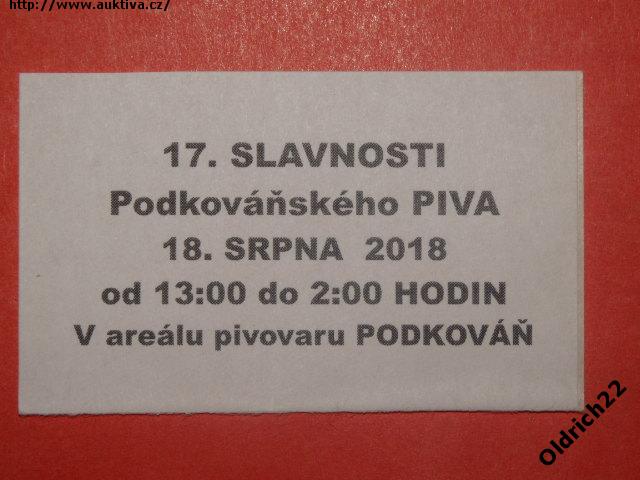 http://www.auktiva.cz/
17. SLAVNOSTI
Podkováňského PIVA
18. SRPNA 2018
od 13:00 do 2:00 HODIN
V areálu pivovaru PODKOVÁŇ
Oldrich22